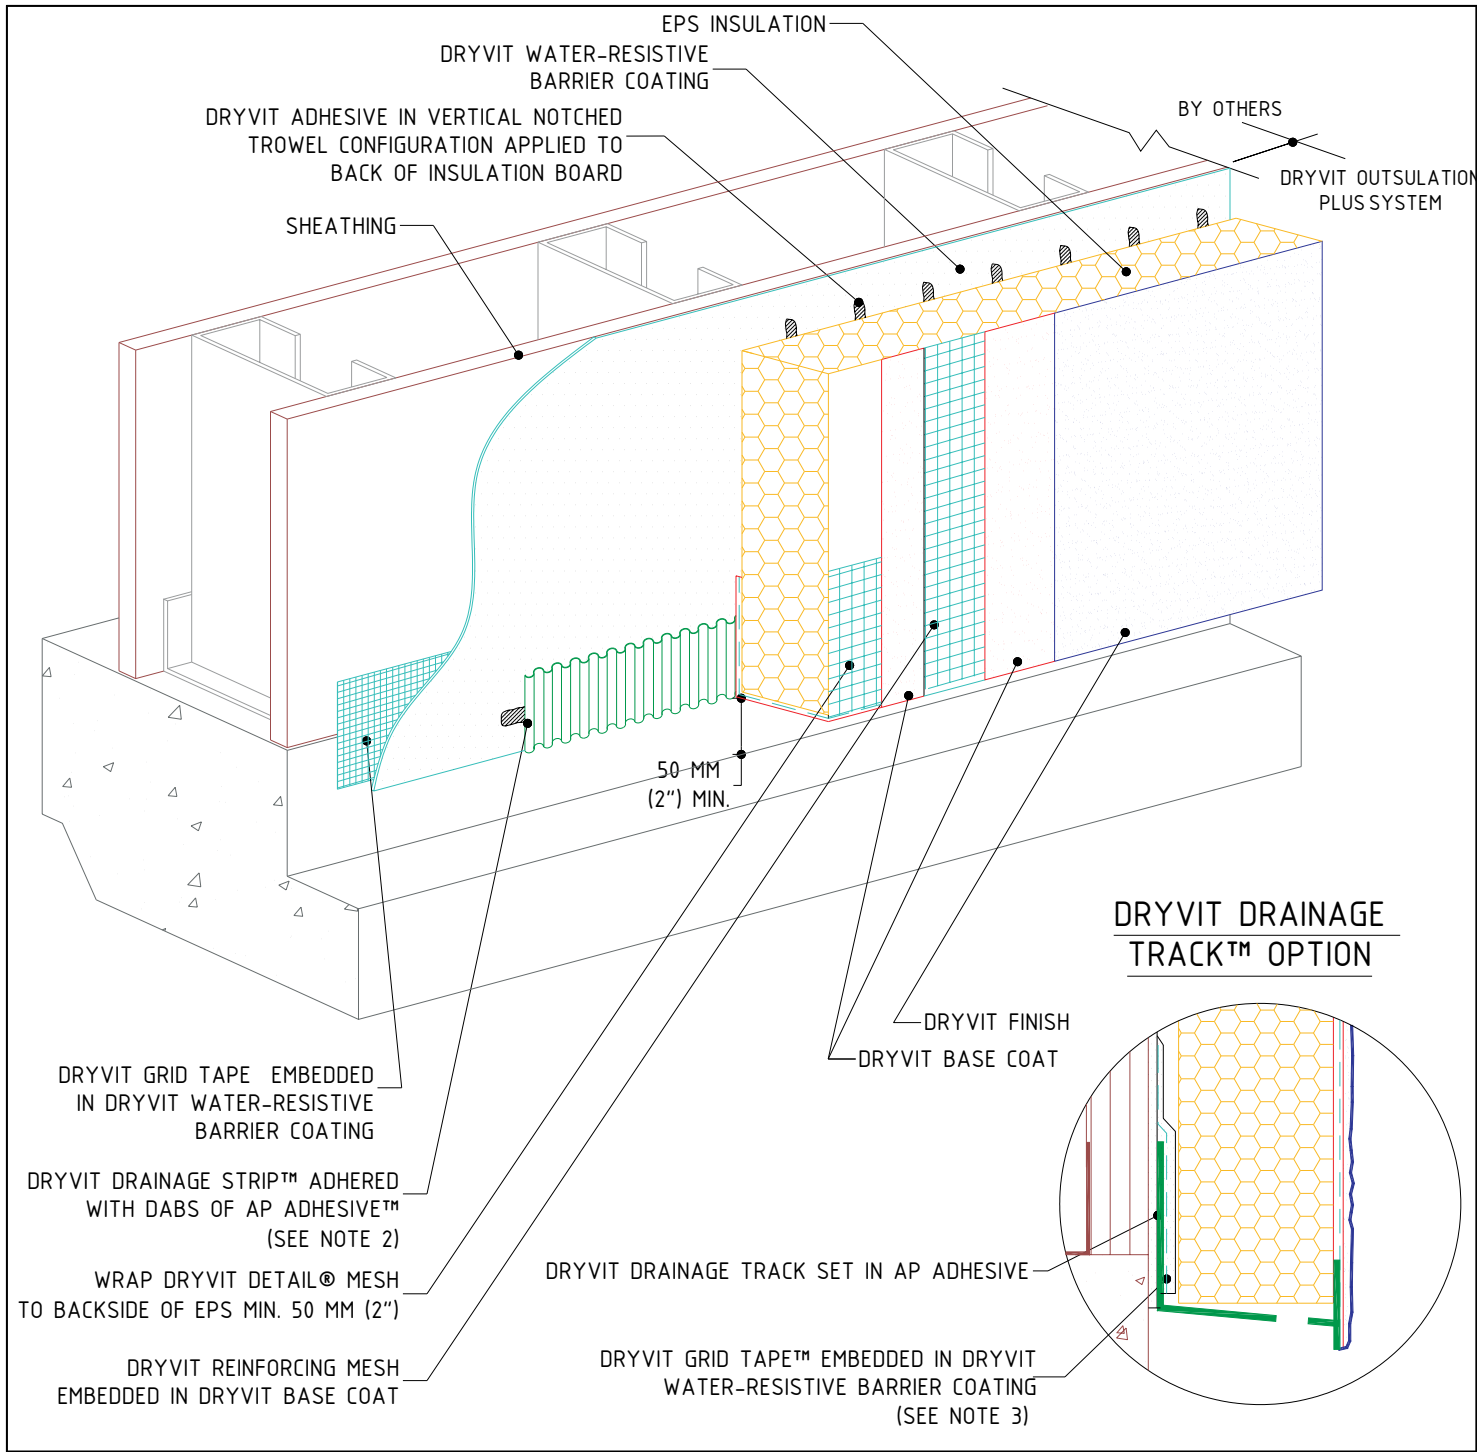 EPS INSULATION
DRYVIT WATER-RESISTIVE
BARRIER COATING
DRYVIT ADHESIVE IN VERTICAL NOTCHED
TROWEL CONFIGURATION APPLIED TO
BACK OF INSULATION BOARD
SHEATHING
BY OTHERS
DRYVIT OUTSULATION
PLUS SYSTEM
50 MM
(2") MIN.
DRYVIT DRAINAGE
TRACK™ OPTION
DRYVIT FINISH
DRYVIT BASE COAT
DRYVIT GRID TAPE EMBEDDED
IN DRYVIT WATER-RESISTIVE
BARRIER COATING
DRYVIT DRAINAGE STRIP™ ADHERED
WITH DABS OF AP ADHESIVE™
(SEE NOTE 2)
WRAP DRYVIT DETAIL® MESH
TO BACKSIDE OF EPS MIN. 50 MM (2")
DRYVIT REINFORCING MESH
EMBEDDED IN DRYVIT BASE COAT
DRYVIT DRAINAGE TRACK SET IN AP ADHESIVE
DRYVIT GRID TAPE™ EMBEDDED IN DRYVIT
WATER-RESISTIVE BARRIER COATING
(SEE NOTE 3)